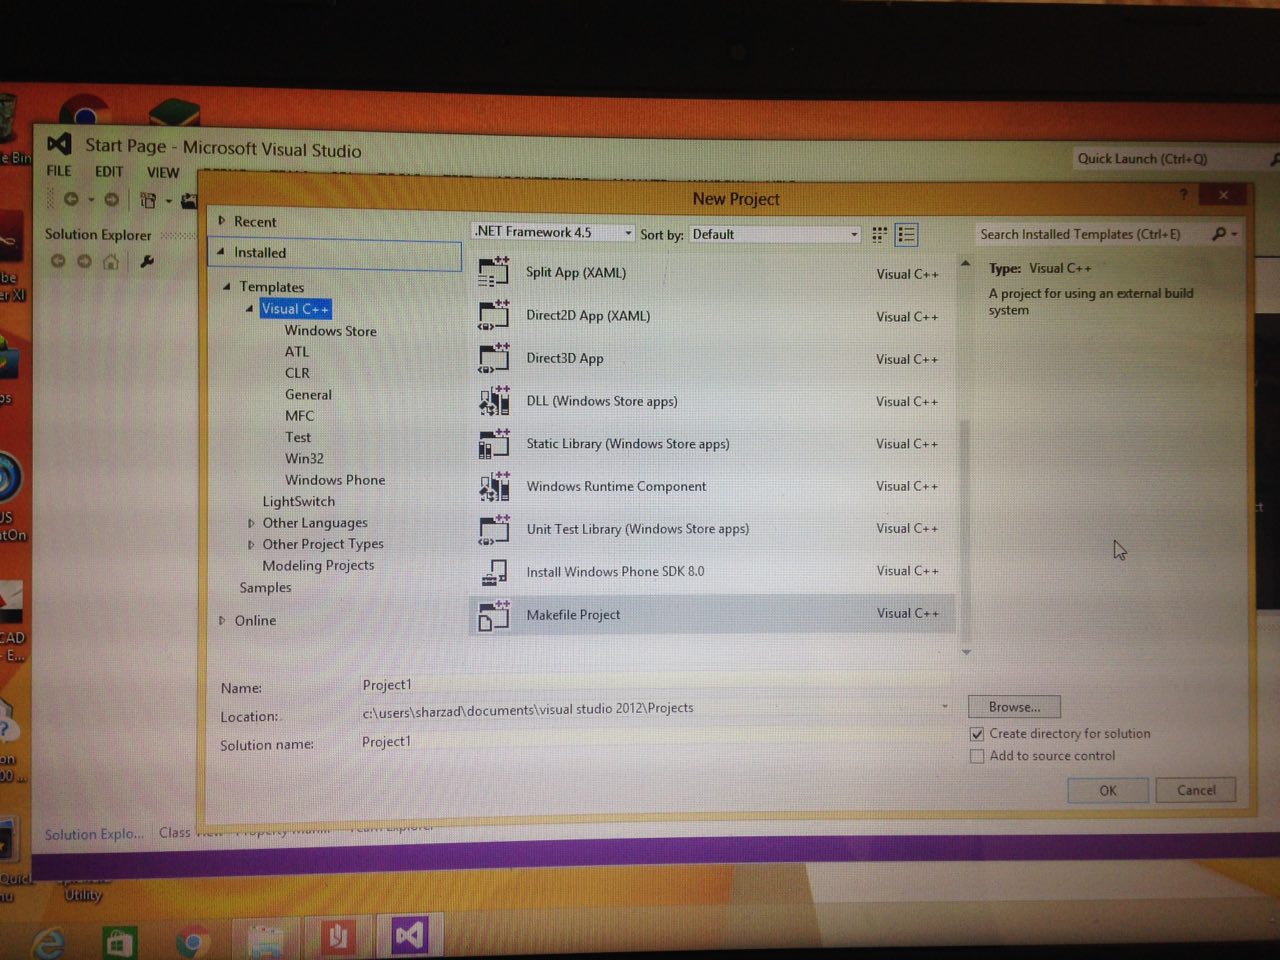 Start Page - Microsoft Visual Studio
Quick Launch (Ctrl+Q)
FILE EDIT VIEW
New Project
Solution Explorer
Recent
Installed
Templates
Visual C++
Windows Store
ATL
CLR
General
MFC
Test
Win32
Windows Phone
LightSwitch
Other Languages
Other Project Types
Modeling Projects
Samples
Online
.NET Framework 4.5
Sort by: Default
Search Installed Templates (Ctrl+E)
Split App (XAML) Visual C++
Direct2D App (XAML) Visual C++
Direct3D App Visual C++
DLL (Windows Store apps) Visual C++
Static Library (Windows Store apps) Visual C++
Windows Runtime Component Visual C++
Unit Test Library (Windows Store apps) Visual C++
Install Windows Phone SDK 8.0 Visual C++
Makefile Project Visual C++
Type: Visual C++
A project for using an external build
system
Name: Project1
Location: c:\users\sharzad\documents\visual studio 2012\Projects
Browse...
Solution name: Project1
Create directory for solution
Add to source control
OK Cancel
Solution Explo... Class
Utility